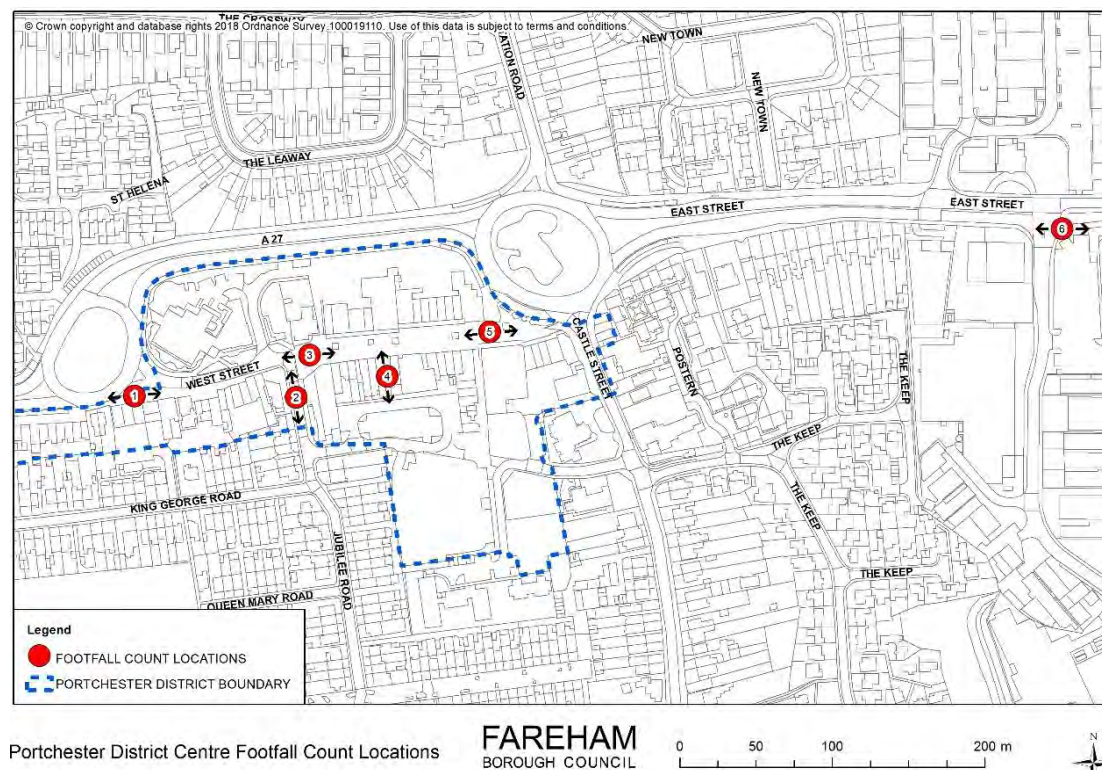 THE CROSSWAY
© Crown copyright and database rights 2018 Ordnance Survey 100019110. Use of this data is subject to terms and conditions
NEW TOWN
ATION ROAD
NEW TOWN
THE LEAWAY
ST HELENA
EAST STREET
EAST STREET
A 27
6
5
3
WEST STREET
4
1
2
CASTLE STREET
POSTERN
THE KEEP
THE KEEP
THE KEEP
THE KEEP
KING GEORGE ROAD
JUBILEE ROAD
QUEEN MARY ROAD
Legend
FOOTFALL COUNT LOCATIONS
PORTCHESTER DISTRICT BOUNDARY
Portchester District Centre Footfall Count Locations
FAREHAM
BOROUGH COUNCIL
0 50 100 200 m
N